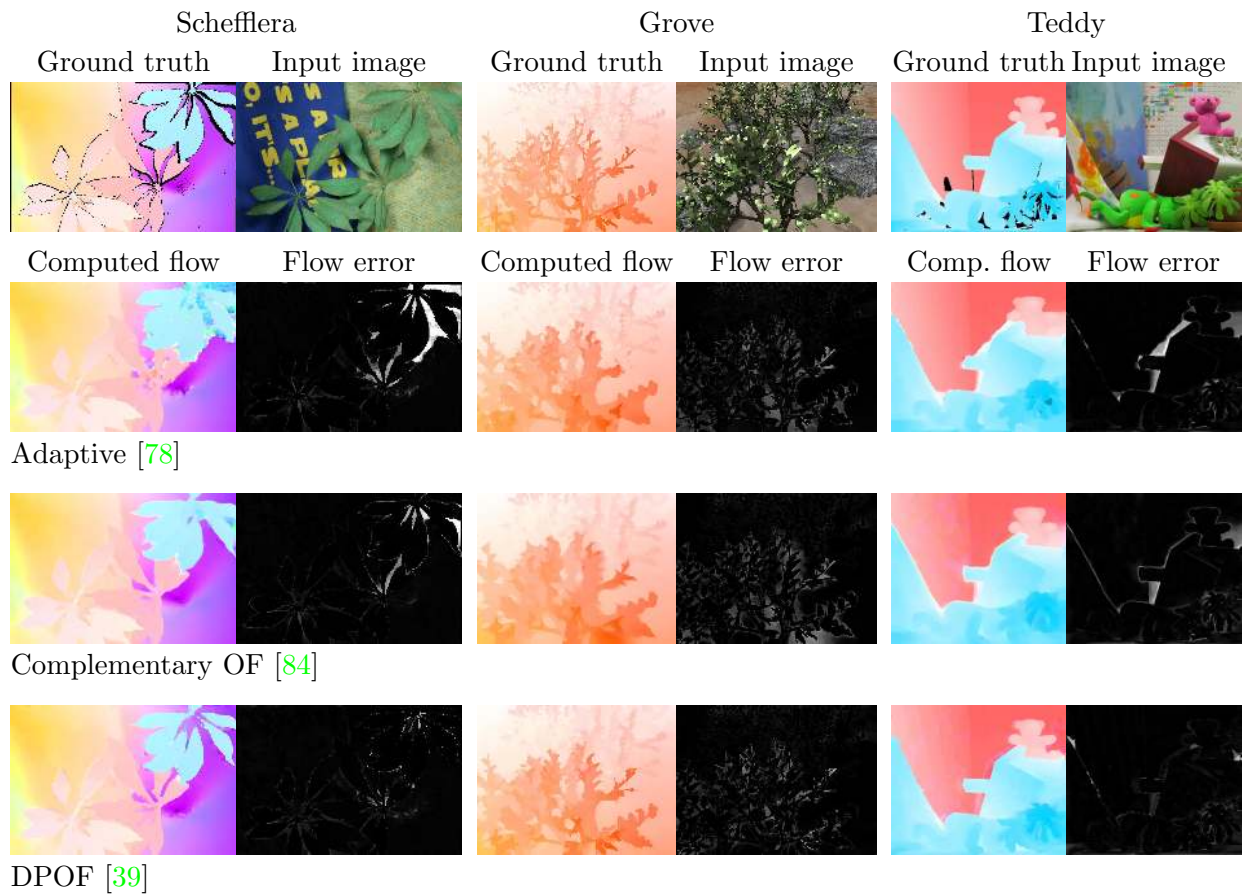 Schefflera Grove Teddy
Ground truth Input image Ground truth Input image Ground truth Input image
Computed flow Flow error Computed flow Flow error Comp. flow Flow error
Adaptive [78]
Complementary OF [84]
DPOF [39]